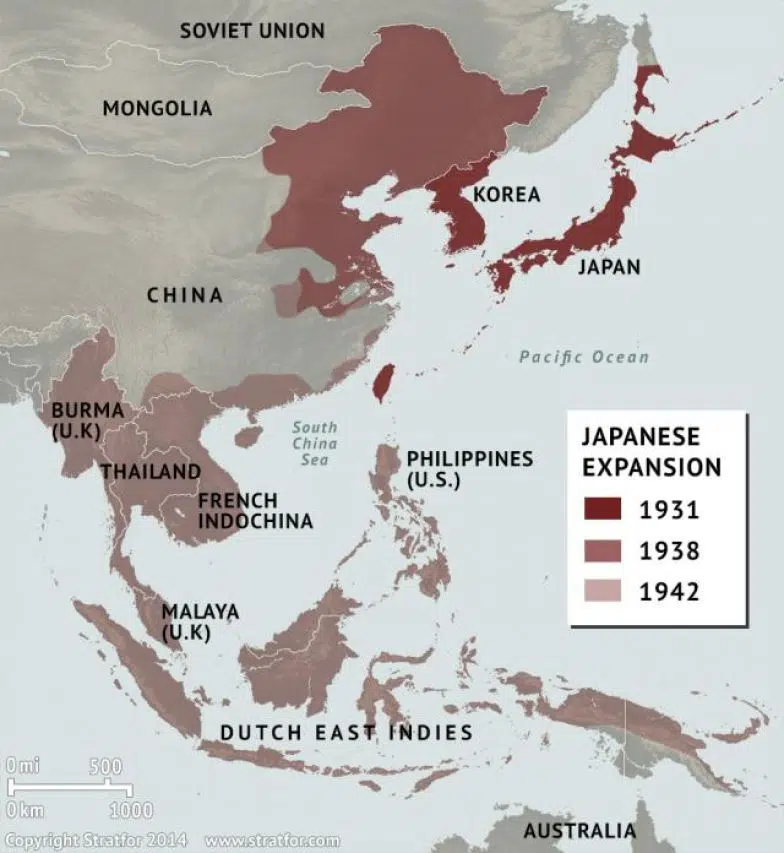 SOVIET UNION
MONGOLIA
KOREA
JAPAN
CHINA
Pacific Ocean
BURMA
(U.K)
South
China
Sea
THAILAND
PHILIPPINES
(U.S.)
FRENCH
INDOCHINA
JAPANESE
EXPANSION
1931
1938
1942
MALAYA
(U.K)
DUTCH EAST INDIES
0 mi 500
0 km 1000
AUSTRALIA
Copyright Stratfor 2014 www.stratfor.com